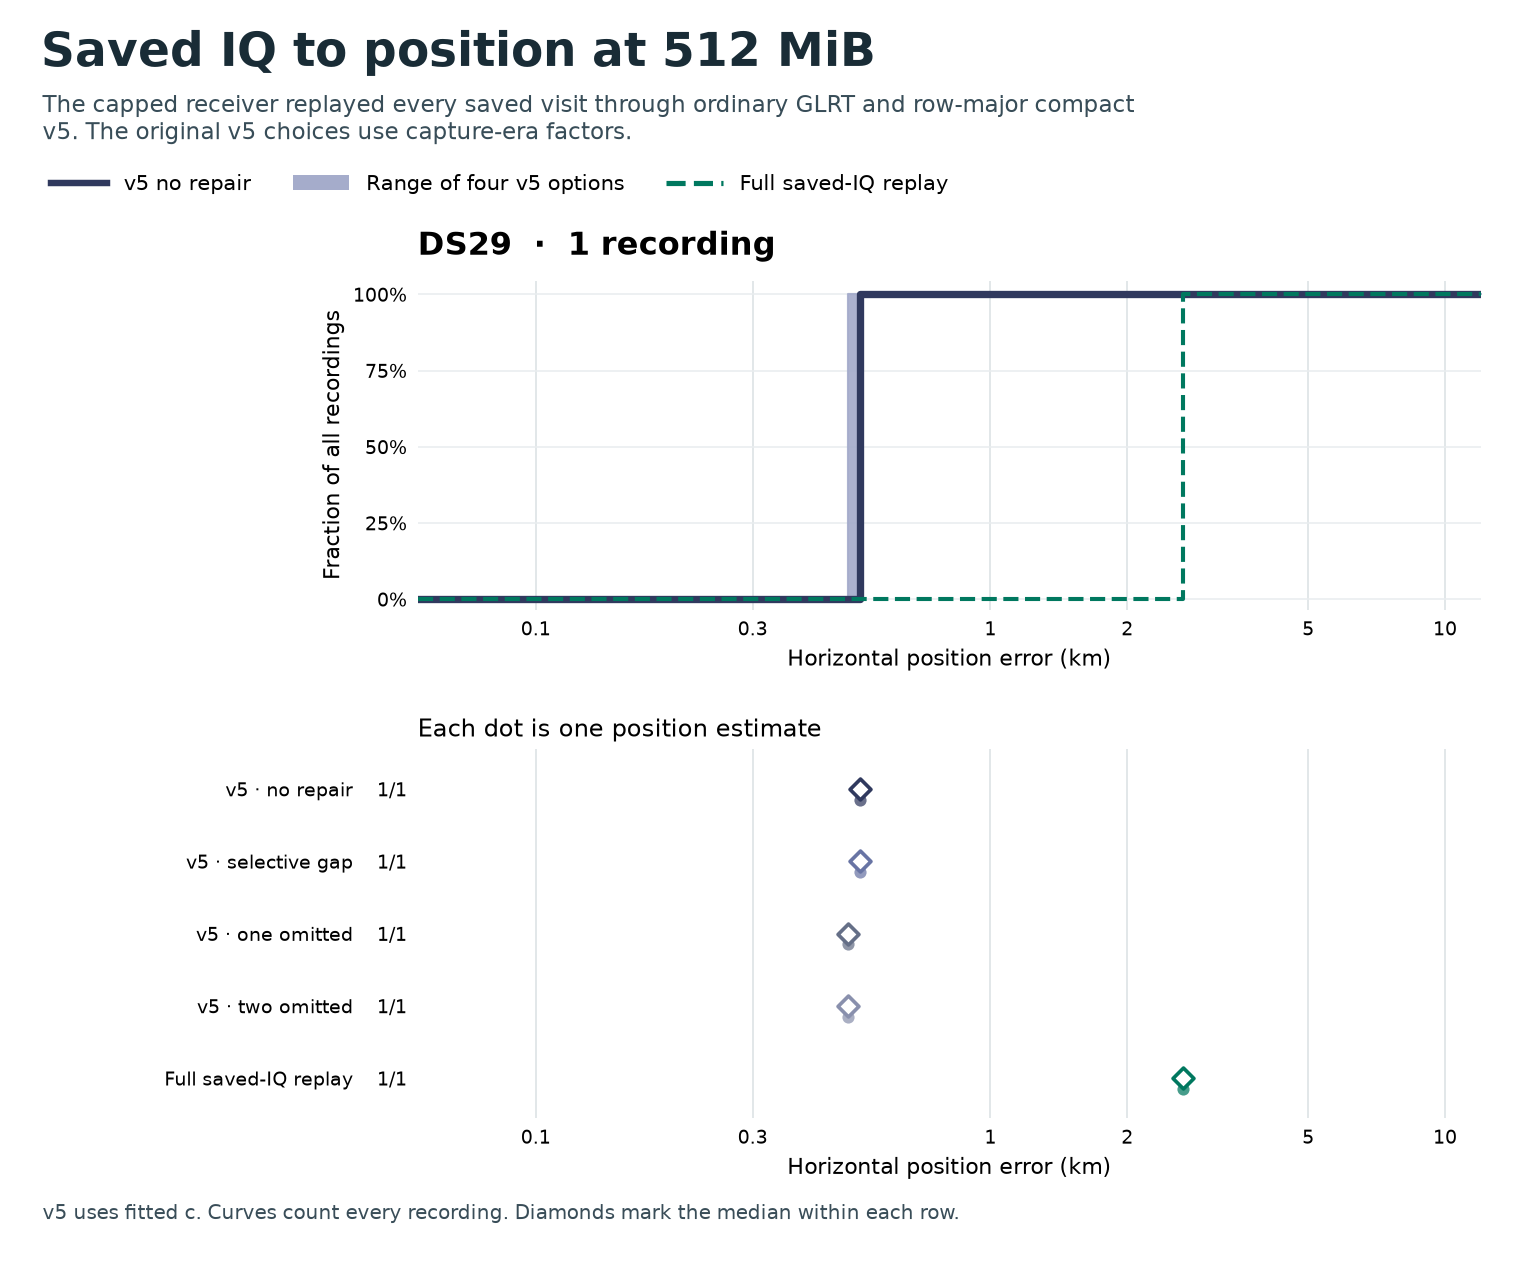 Saved IQ to position at 512 MiB
The capped receiver replayed every saved visit through ordinary GLRT and row-major compact
v5. The original v5 choices use capture-era factors.
v5 no repair
Range of four v5 options
Full saved-IQ replay
DS29 · 1 recording
100%
75%
50%
25%
0%
Fraction of all recordings
0.1
0.3
1
2
5
10
Horizontal position error (km)
Each dot is one position estimate
v5 · no repair 1/1
v5 · selective gap 1/1
v5 · one omitted 1/1
v5 · two omitted 1/1
Full saved-IQ replay 1/1
0.1
0.3
1
2
5
10
Horizontal position error (km)
v5 uses fitted c. Curves count every recording. Diamonds mark the median within each row.